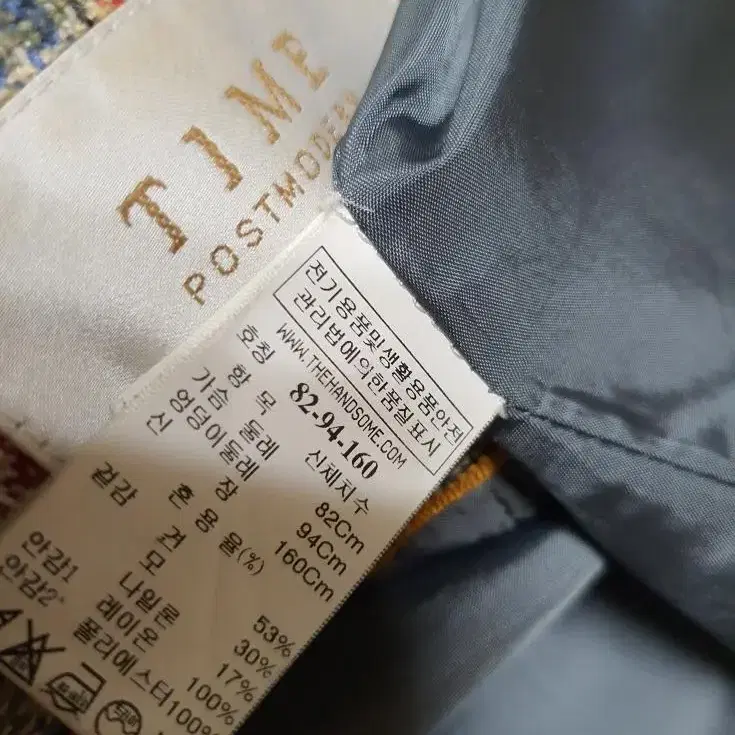 TIME
POSTMODERN
전기용품및생활용품안전
관리법에의한품질표시
WWW.THEHANDSOME.COM
호칭 82-94-160
항 목 신체치수
가슴 둘레 82Cm
엉덩이둘레 94Cm
신 장 160Cm
혼 용 율(%)
겉감 견 53%
모 30%
나일론 17%
안감1 레이온 100%
안감2 폴리에스터100%